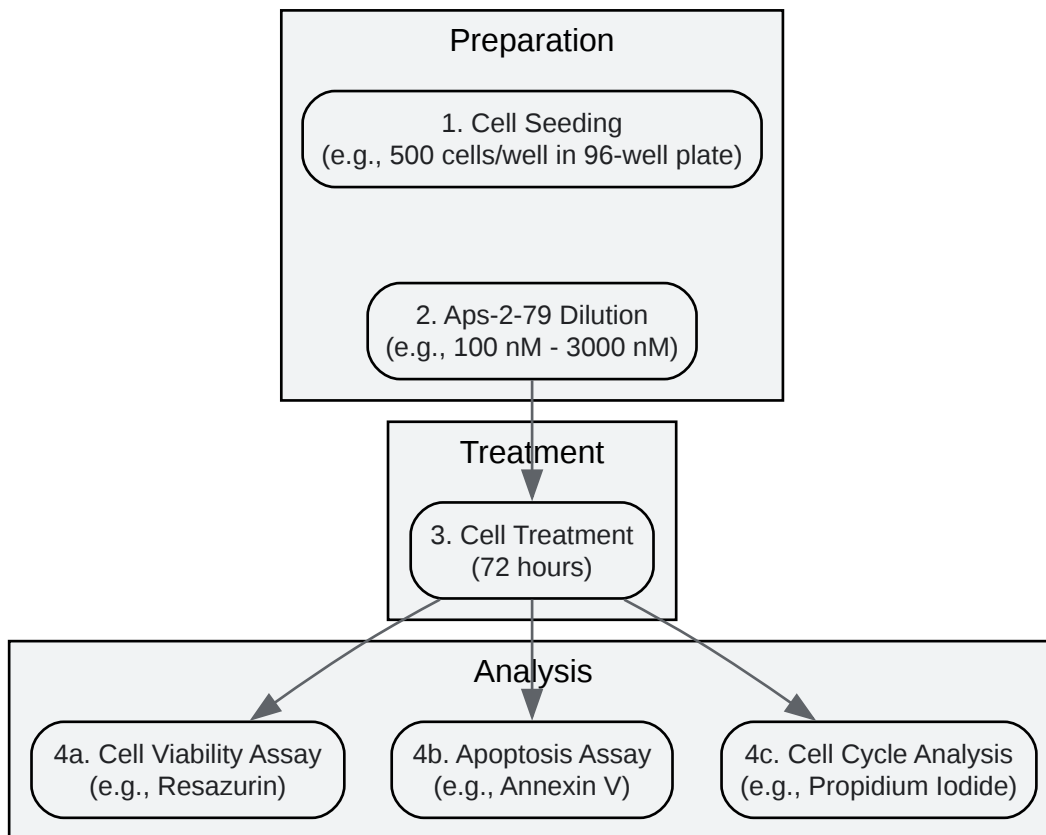 Preparation
1. Cell Seeding
(e.g., 500 cells/well in 96-well plate)
2. Aps-2-79 Dilution
(e.g., 100 nM - 3000 nM)
Treatment
3. Cell Treatment
(72 hours)
Analysis
4a. Cell Viability Assay
(e.g., Resazurin)
4b. Apoptosis Assay
(e.g., Annexin V)
4c. Cell Cycle Analysis
(e.g., Propidium Iodide)